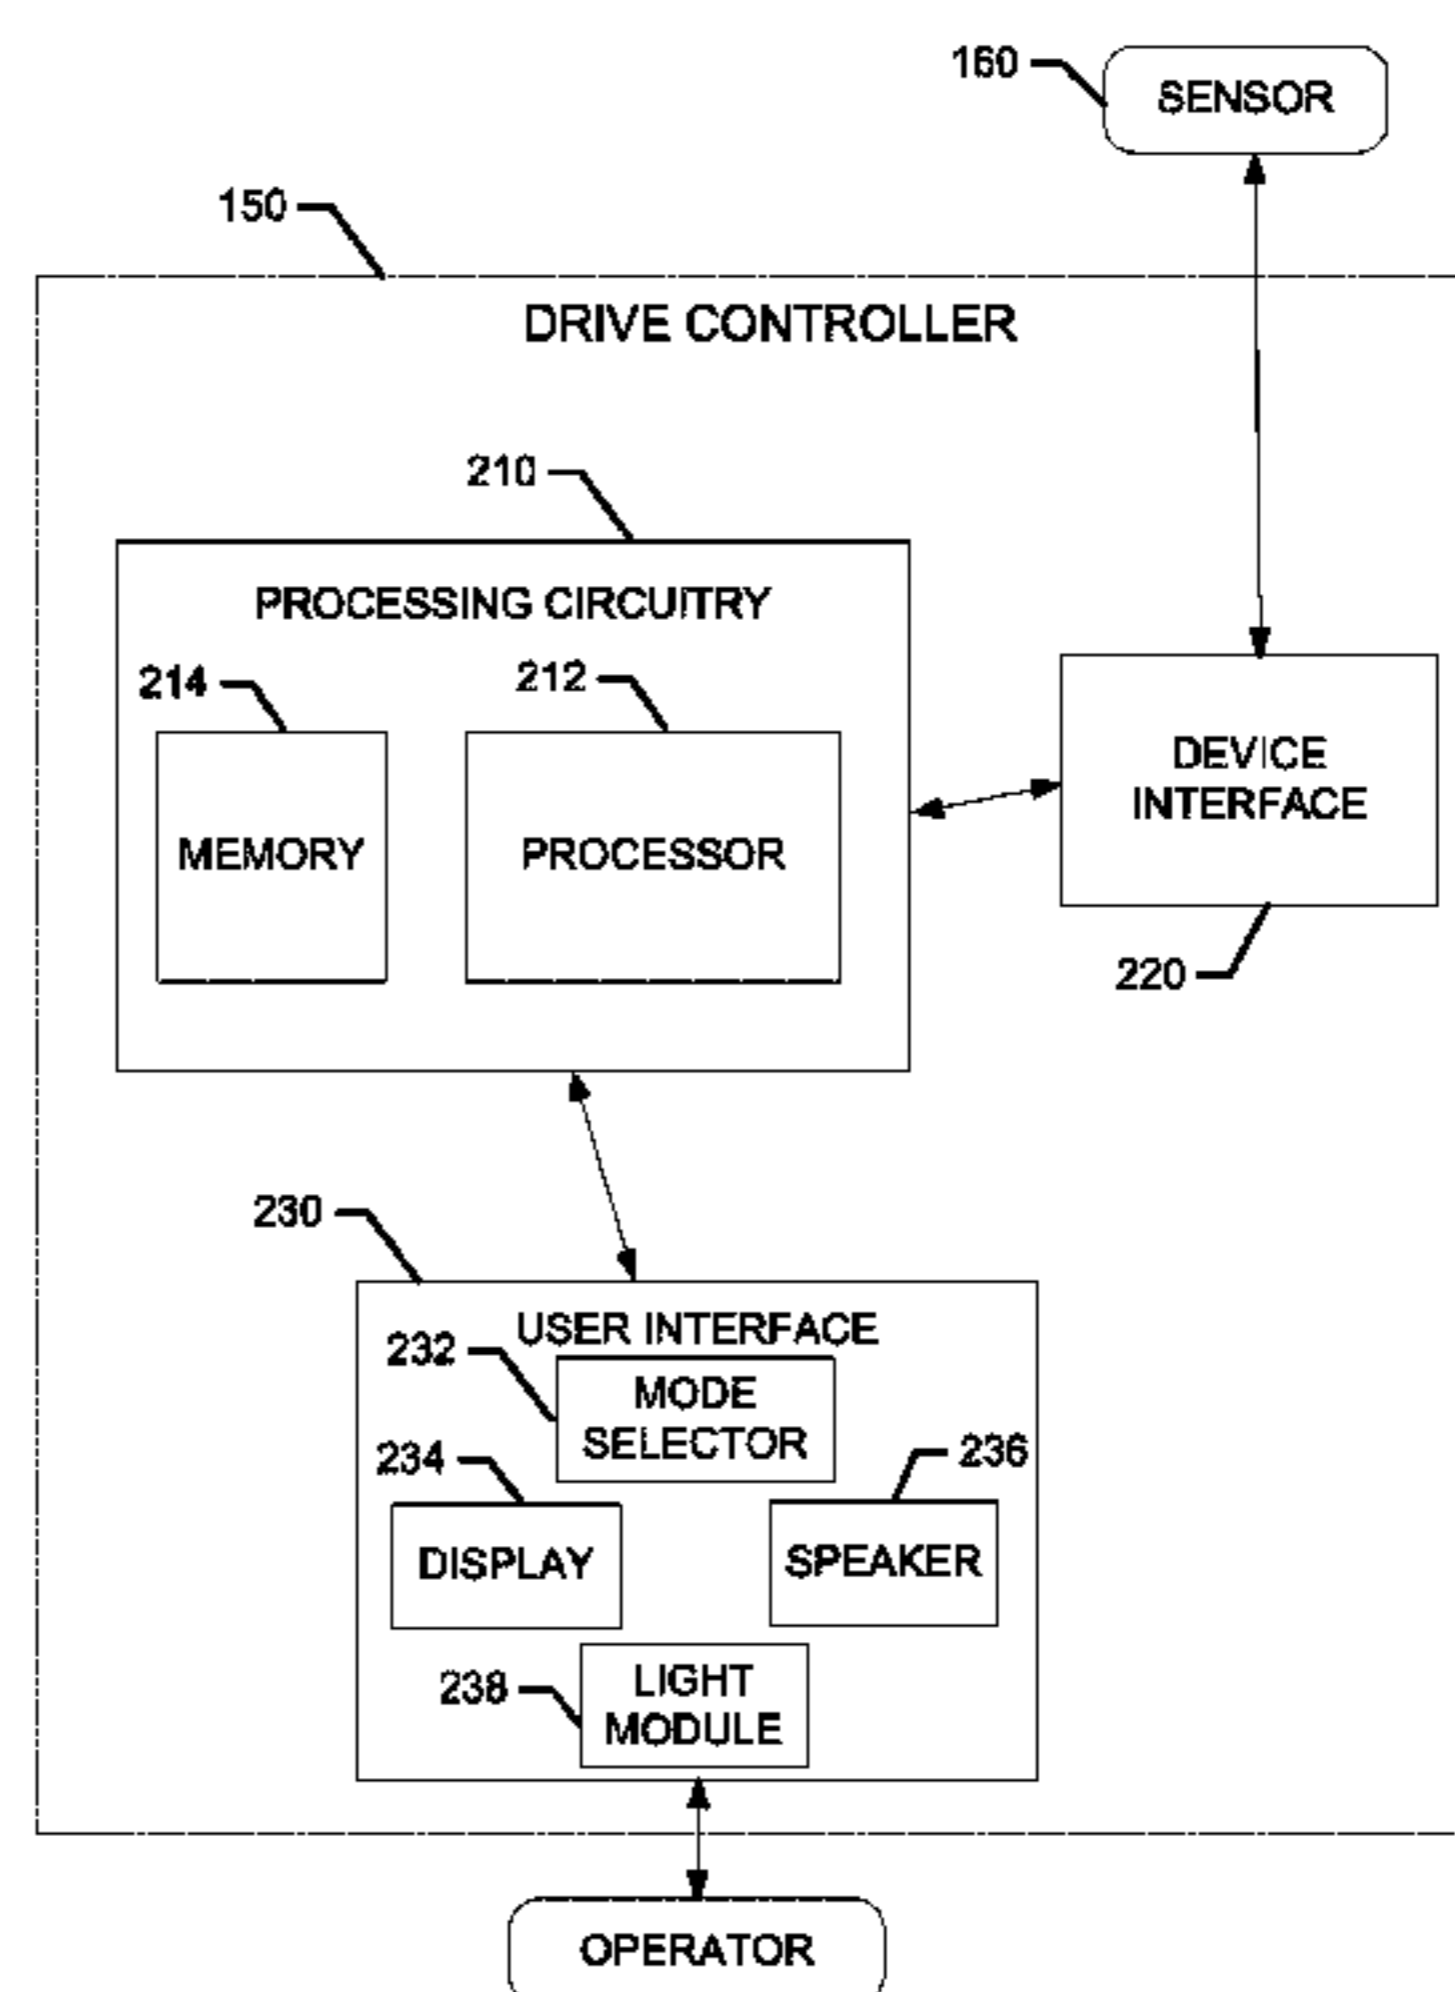 160
SENSOR
150
DRIVE CONTROLLER
210
PROCESSING CIRCUITRY
214
212
MEMORY
PROCESSOR
DEVICE
INTERFACE
220
230
USER INTERFACE
232
MODE
SELECTOR
234
236
DISPLAY
SPEAKER
238
LIGHT
MODULE
OPERATOR